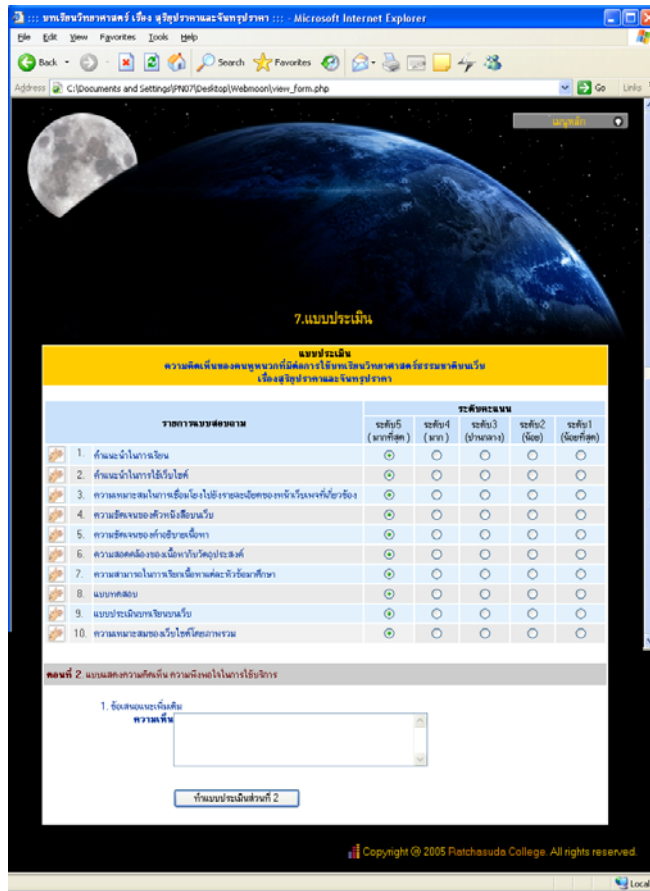 ::: บทเรียนวิทยาศาสตร์ เรื่อง สุริยุปราคาและจันทรุปราคา ::: - Microsoft Internet Explorer
File Edit View Favorites Tools Help
Back Search Favorites
Address C:\Documents and Settings\PN07\Desktop\Webmoon\view_form.php Go Links
เมนูหลัก
7.แบบประเมิน
แบบประเมิน
ความคิดเห็นของคนหูหนวกที่มีต่อการใช้บทเรียนวิทยาศาสตร์ธรรมชาติบนเว็บ
เรื่องสุริยุปราคาและจันทรุปราคา
ระดับคะแนน
รายการแบบสอบถาม ระดับ5 ระดับ4 ระดับ3 ระดับ2 ระดับ1
(มากที่สุด) (มาก) (ปานกลาง) (น้อย) (น้อยที่สุด)
1. คำแนะนำในการเรียน
2. คำแนะนำในการใช้เว็บไซต์
3. ความเหมาะสมในการเชื่อมโยงไปยังรายละเอียดของหน้าเว็บเพจที่เกี่ยวข้อง
4. ความชัดเจนของตัวหนังสือบนเว็บ
5. ความชัดเจนของคำอธิบายเนื้อหา
6. ความสอดคล้องของเนื้อหากับวัตถุประสงค์
7. ความสามารถในการเรียกเนื้อหาแต่ละหัวข้อมาศึกษา
8. แบบทดสอบ
9. แบบประเมินบทเรียนบนเว็บ
10. ความเหมาะสมของเว็บไซต์โดยภาพรวม
ตอนที่ 2. แบบแสดงความคิดเห็น ความพึงพอใจในการใช้บริการ
1. ข้อเสนอแนะเพิ่มเติม
ความเห็น
ทำแบบประเมินส่วนที่ 2
Copyright @ 2005 Ratchasuda College. All rights reserved.
Local